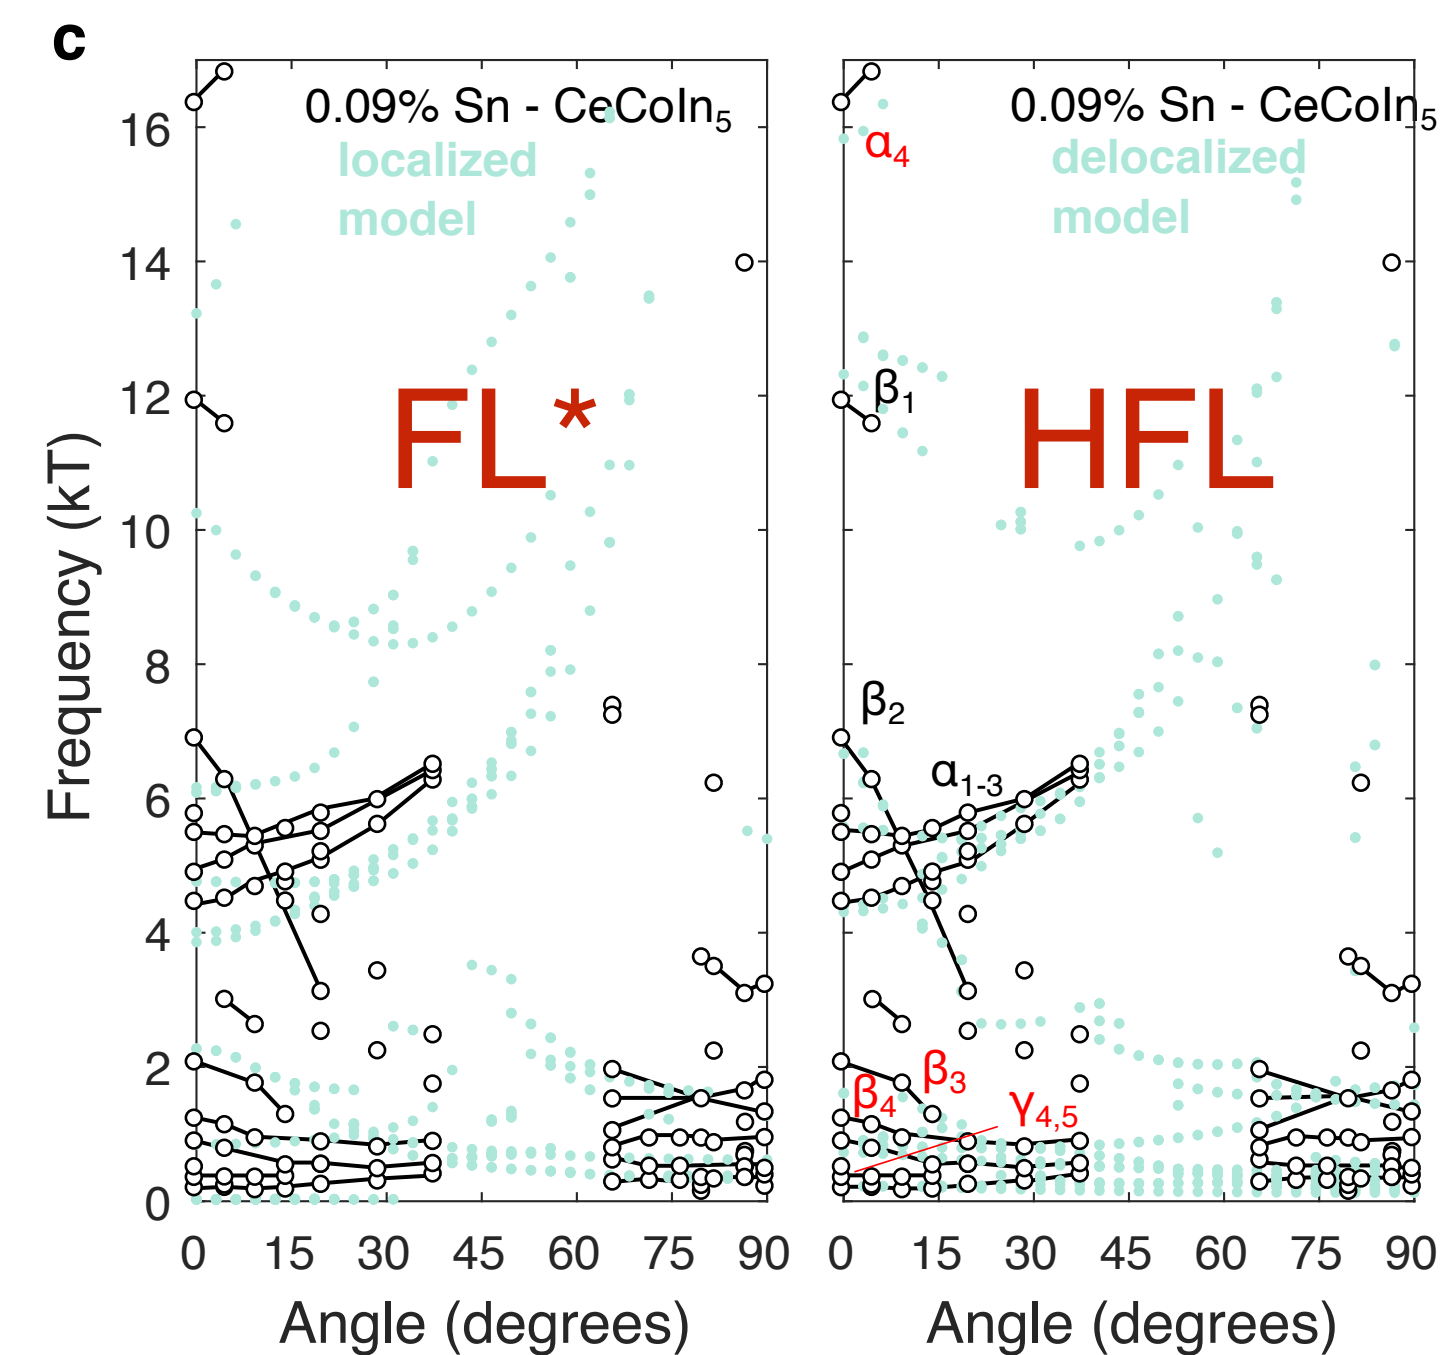 c
0.09% Sn - CeCoIn₅
localized
model
FL*
Frequency (kT)
16
14
12
10
8
6
4
2
0
0 15 30 45 60 75 90
Angle (degrees)
0.09% Sn - CeCoIn₅
delocalized
model
HFL
α₄
β₁
β₂
α₁₋₃
β₃
β₄
γ₄,₅
0 15 30 45 60 75 90
Angle (degrees)